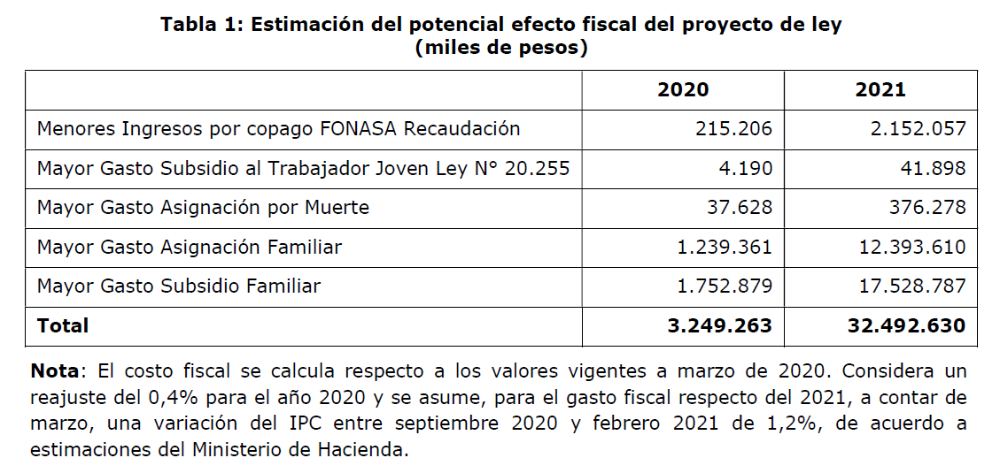 Tabla 1: Estimación del potencial efecto fiscal del proyecto de ley
(miles de pesos)
2020 2021
Menores Ingresos por copago FONASA Recaudación 215.206 2.152.057
Mayor Gasto Subsidio al Trabajador Joven Ley N° 20.255 4.190 41.898
Mayor Gasto Asignación por Muerte 37.628 376.278
Mayor Gasto Asignación Familiar 1.239.361 12.393.610
Mayor Gasto Subsidio Familiar 1.752.879 17.528.787
Total 3.249.263 32.492.630
Nota: El costo fiscal se calcula respecto a los valores vigentes a marzo de 2020. Considera un
reajuste del 0,4% para el año 2020 y se asume, para el gasto fiscal respecto del 2021, a contar de
marzo, una variación del IPC entre septiembre 2020 y febrero 2021 de 1,2%, de acuerdo a
estimaciones del Ministerio de Hacienda.